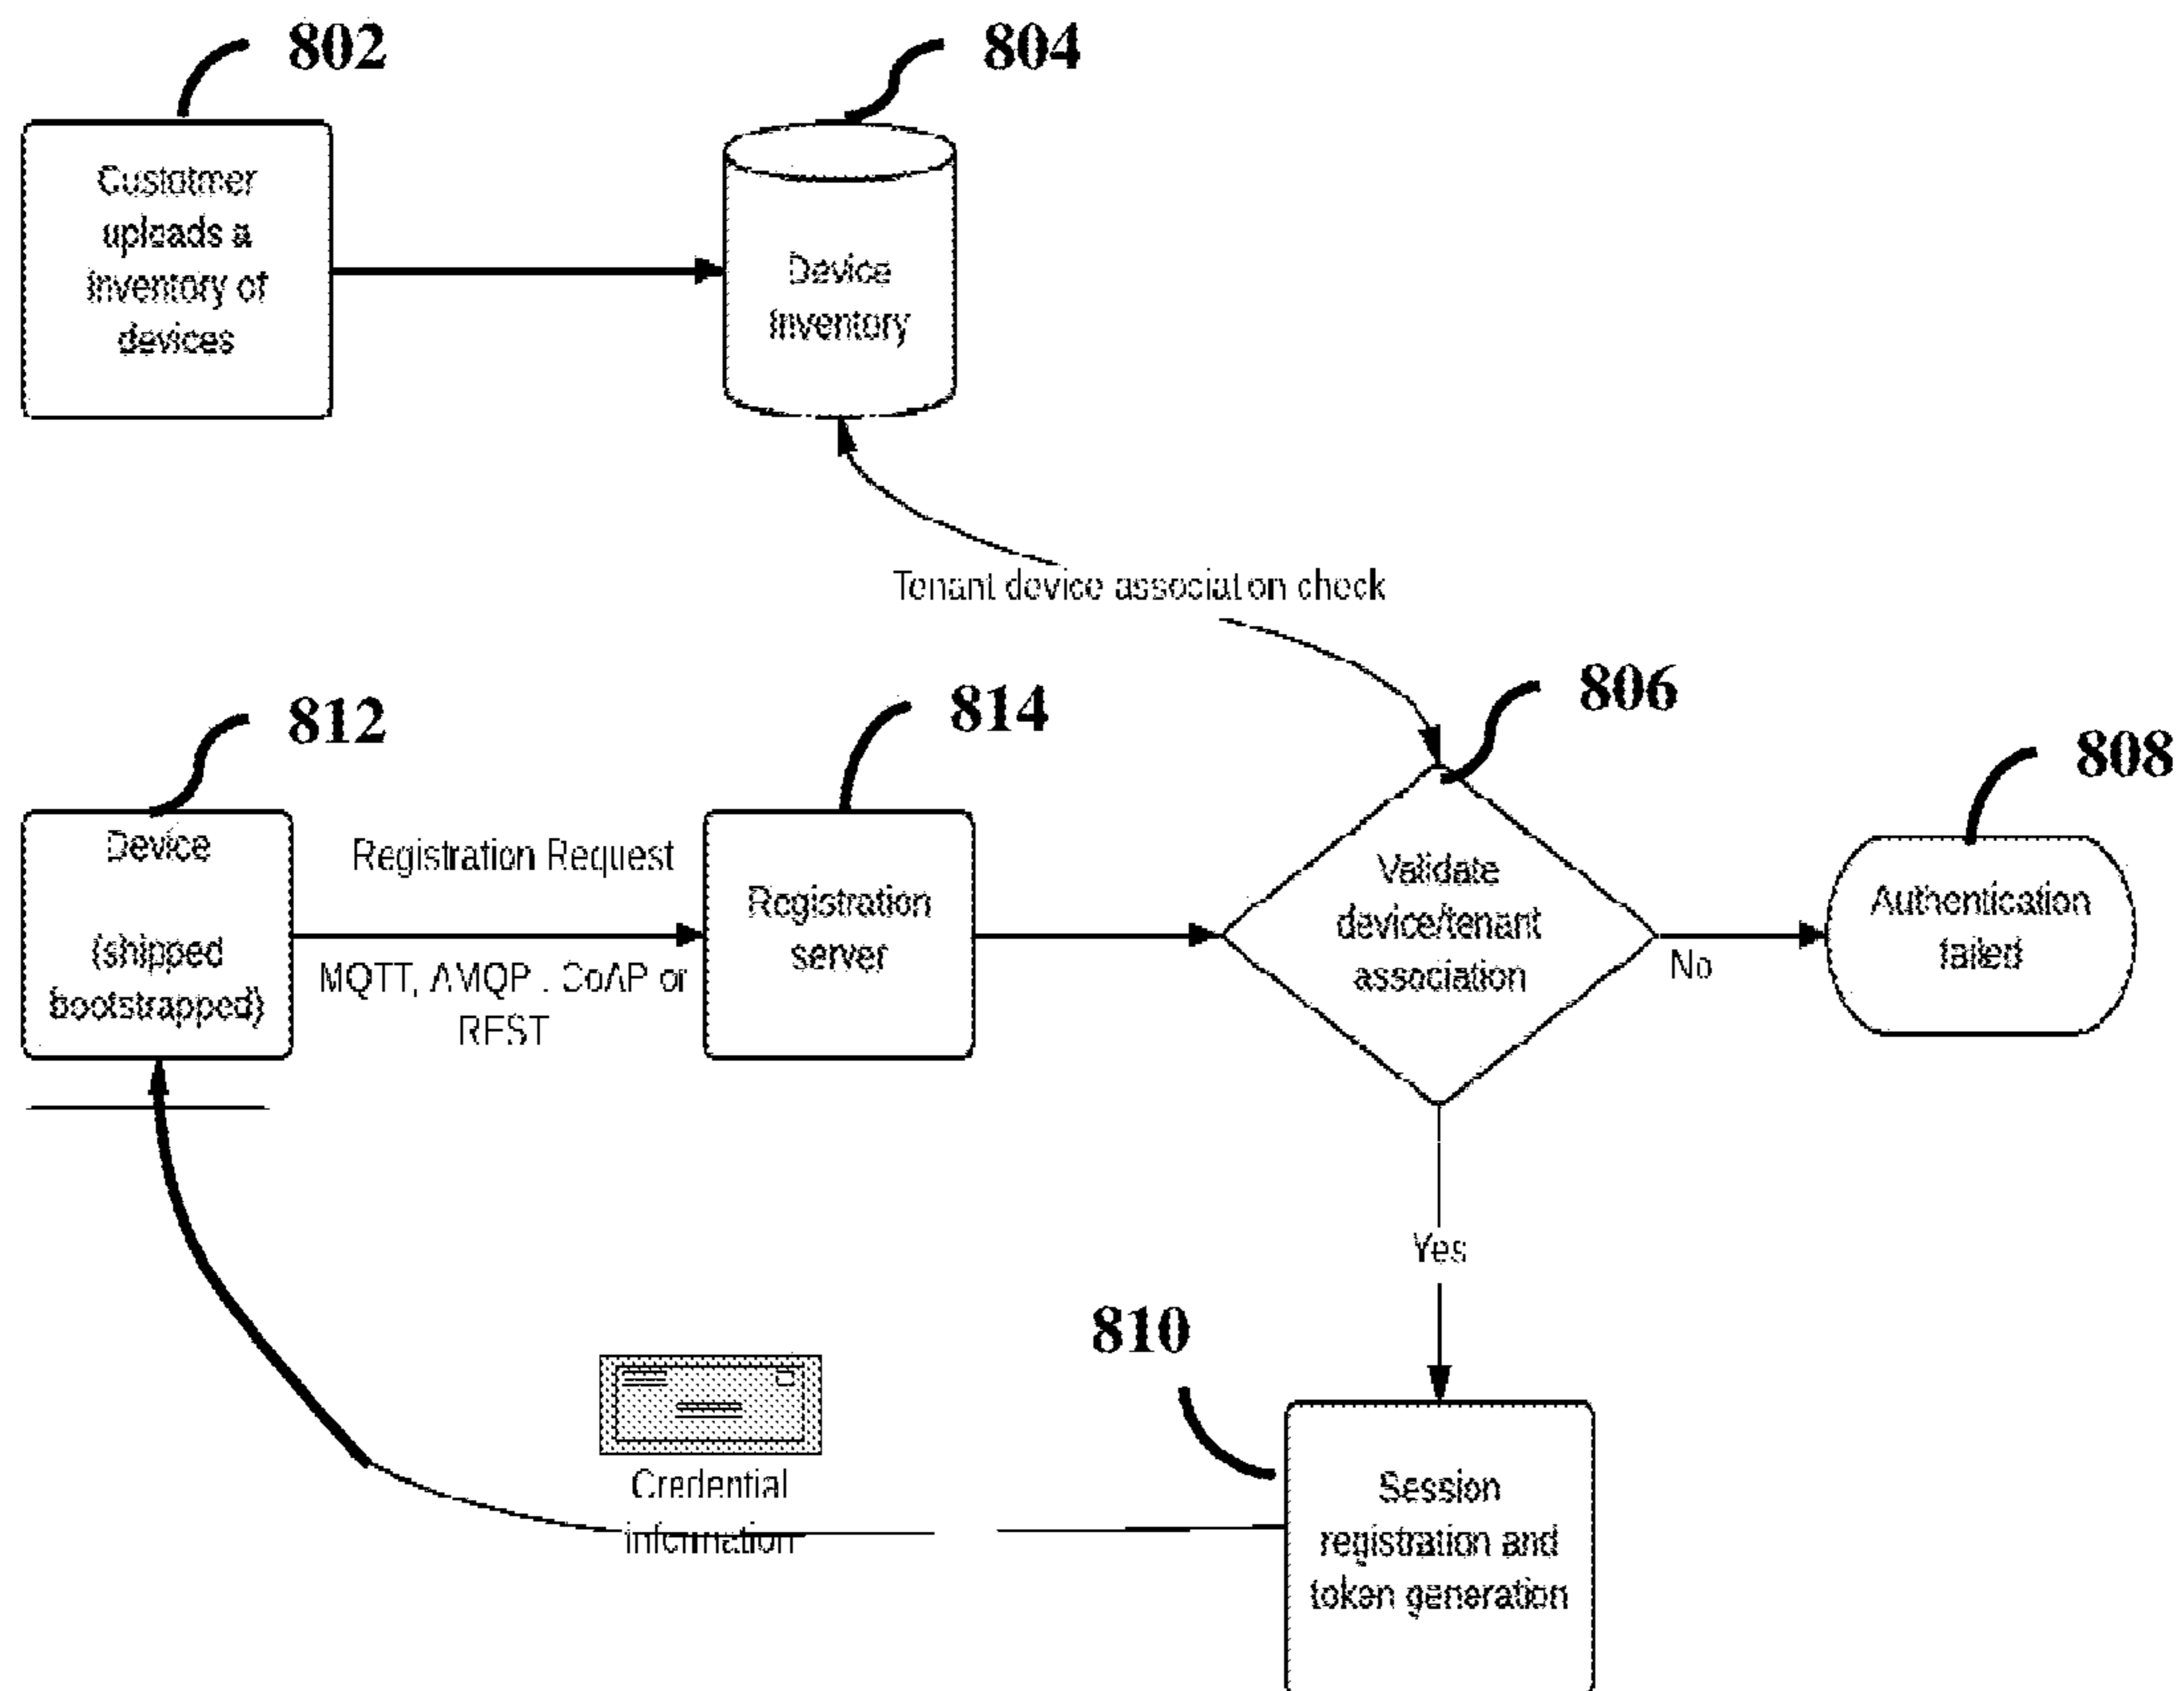 802
804
Custotmer
uploads a
inventory of
devices
Device
Inventory
Tenant device association check
812
814
806
808
Device
(shipped
bootstrapped)
Registration Request
MQTT, AMQP , CoAP or
REST
Registration
server
Validate
device/tenant
association
No
Authentication
failed
Yes
810
Credential
information
Session
registration and
token generation